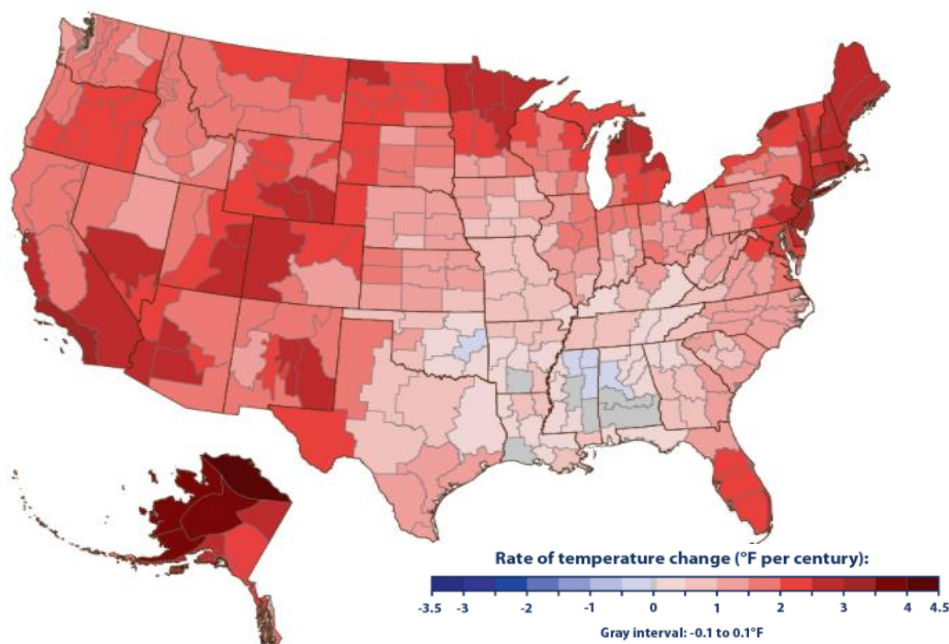 Rate of temperature change (°F per century):
-3.5 -3 -2 -1 0 1 2 3 4 4.5
Gray interval: -0.1 to 0.1°F